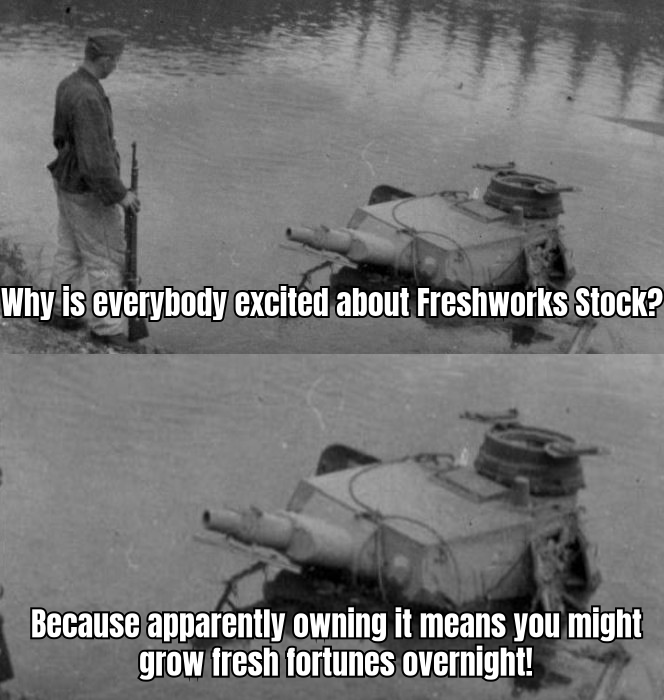 Why is everybody excited about Freshworks Stock?
Because apparently owning it means you might
grow fresh fortunes overnight!